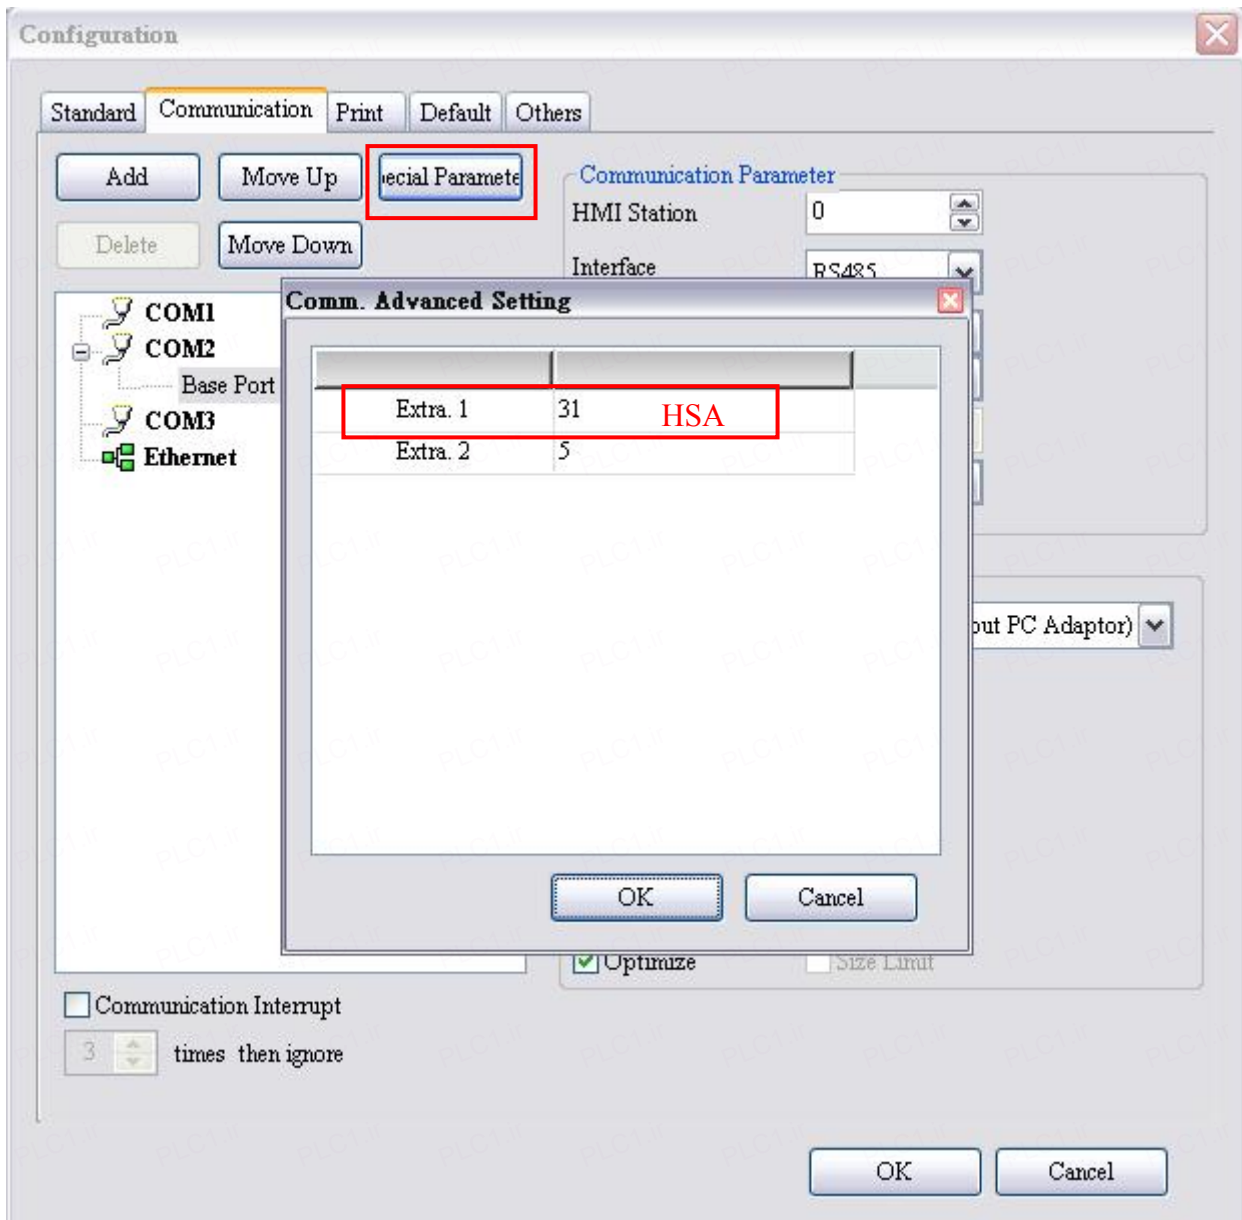 Configuration
Standard Communication Print Default Others
Add Move Up ecial Paramete
Delete Move Down
Communication Parameter
HMI Station 0
Interface RS485
COM1
COM2
Base Port
COM3
Ethernet
Comm. Advanced Setting
Extra. 1 31 HSA
Extra. 2 5
out PC Adaptor)
OK Cancel
Optimize Size Limit
Communication Interrupt
3 times then ignore
OK Cancel